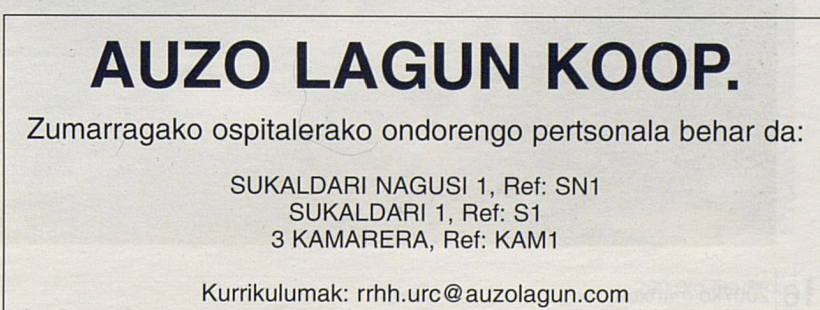 AUZO LAGUN KOOP.
Zumarragako ospitalerako ondorengo pertsonala behar da:
SUKALDARI NAGUSI 1, Ref: SN1
SUKALDARI 1, Ref: S1
3 KAMARERA, Ref: KAM1
Kurrikulumak: rrhh.urc@auzolagun.com